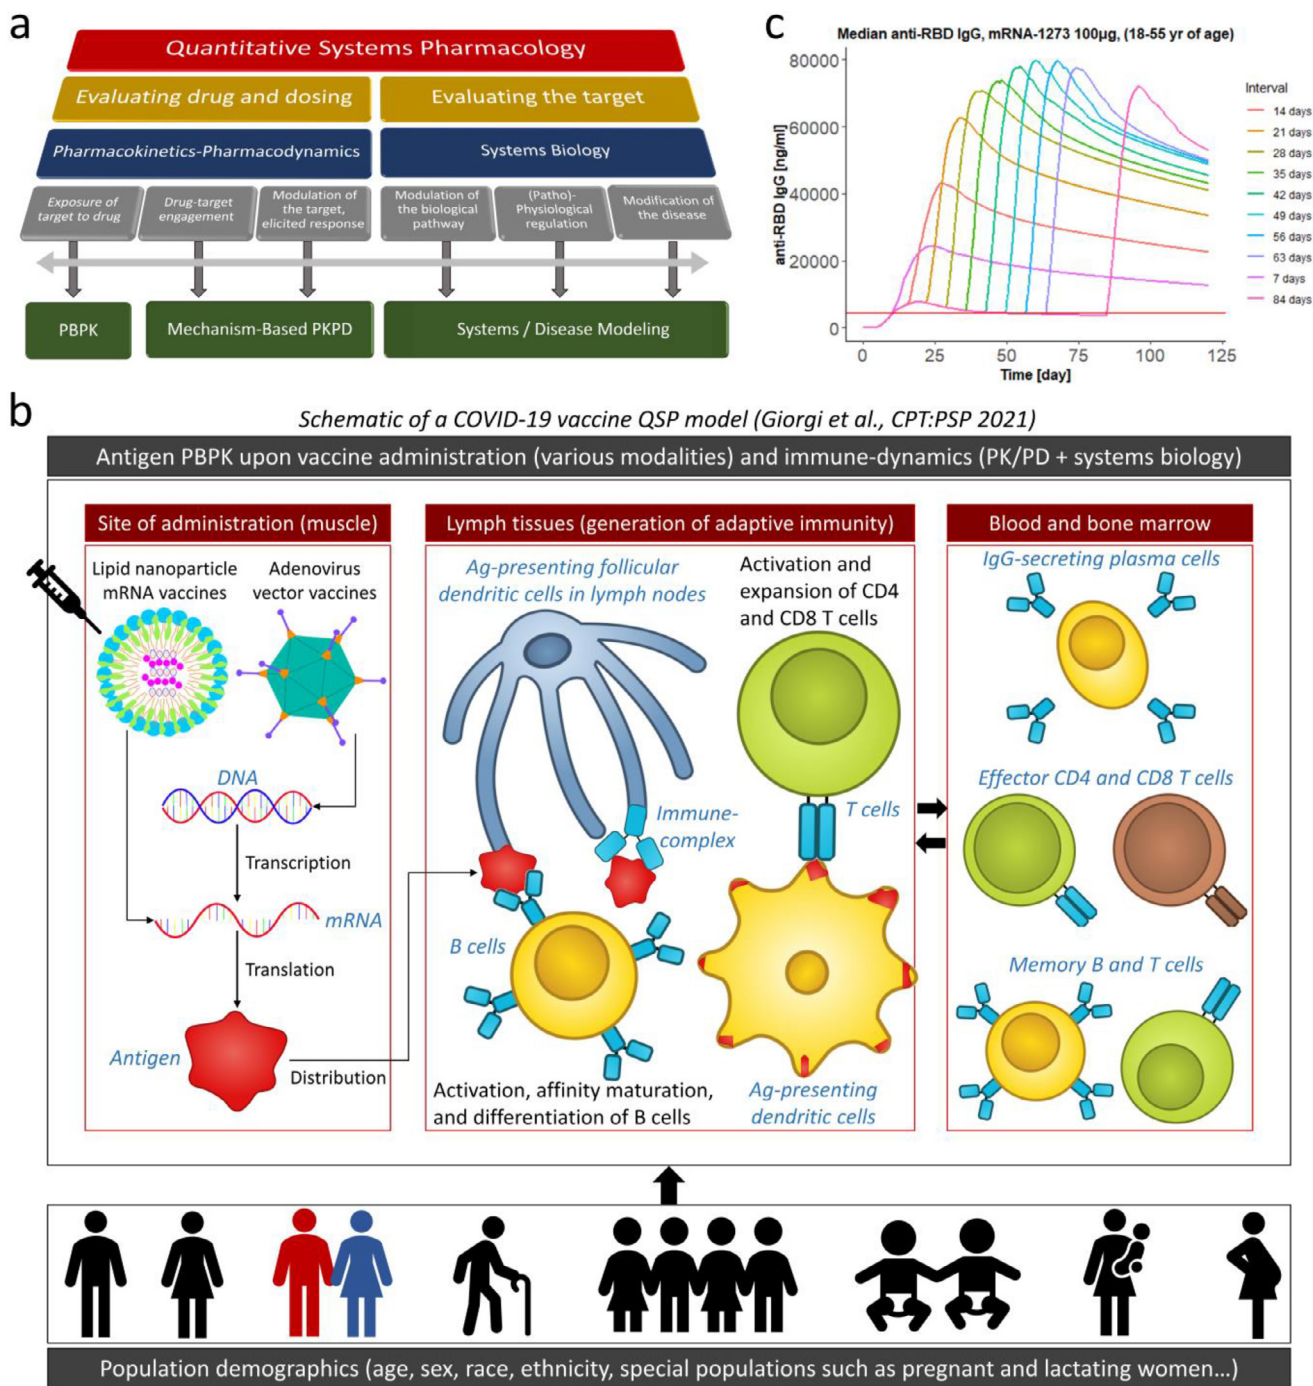 a
Quantitative Systems Pharmacology
Evaluating drug and dosing
Evaluating the target
Pharmacokinetics-Pharmacodynamics
Systems Biology
Exposure of
target to drug
Drug-target
engagement
Modulation of
the target,
elicited response
Modulation of
the biological
pathway
(Patho)-
Physiological
regulation
Modification of
the disease
PBPK
Mechanism-Based PKPD
Systems / Disease Modeling
c
Median anti-RBD IgG, mRNA-1273 100µg, (18-55 yr of age)
anti-RBD IgG [ng/ml]
80000
60000
40000
20000
0
0
25
50
75
100
125
Time [day]
Interval
14 days
21 days
28 days
35 days
42 days
49 days
56 days
63 days
7 days
84 days
b
Schematic of a COVID-19 vaccine QSP model (Giorgi et al., CPT:PSP 2021)
Antigen PBPK upon vaccine administration (various modalities) and immune-dynamics (PK/PD + systems biology)
Site of administration (muscle)
Lipid nanoparticle
mRNA vaccines
Adenovirus
vector vaccines
DNA
Transcription
mRNA
Translation
Antigen
Distribution
Lymph tissues (generation of adaptive immunity)
Ag-presenting follicular
dendritic cells in lymph nodes
Activation and
expansion of CD4
and CD8 T cells
Immune-
complex
T cells
B cells
Activation, affinity maturation,
and differentiation of B cells
Ag-presenting
dendritic cells
Blood and bone marrow
IgG-secreting plasma cells
Effector CD4 and CD8 T cells
Memory B and T cells
Population demographics (age, sex, race, ethnicity, special populations such as pregnant and lactating women...)